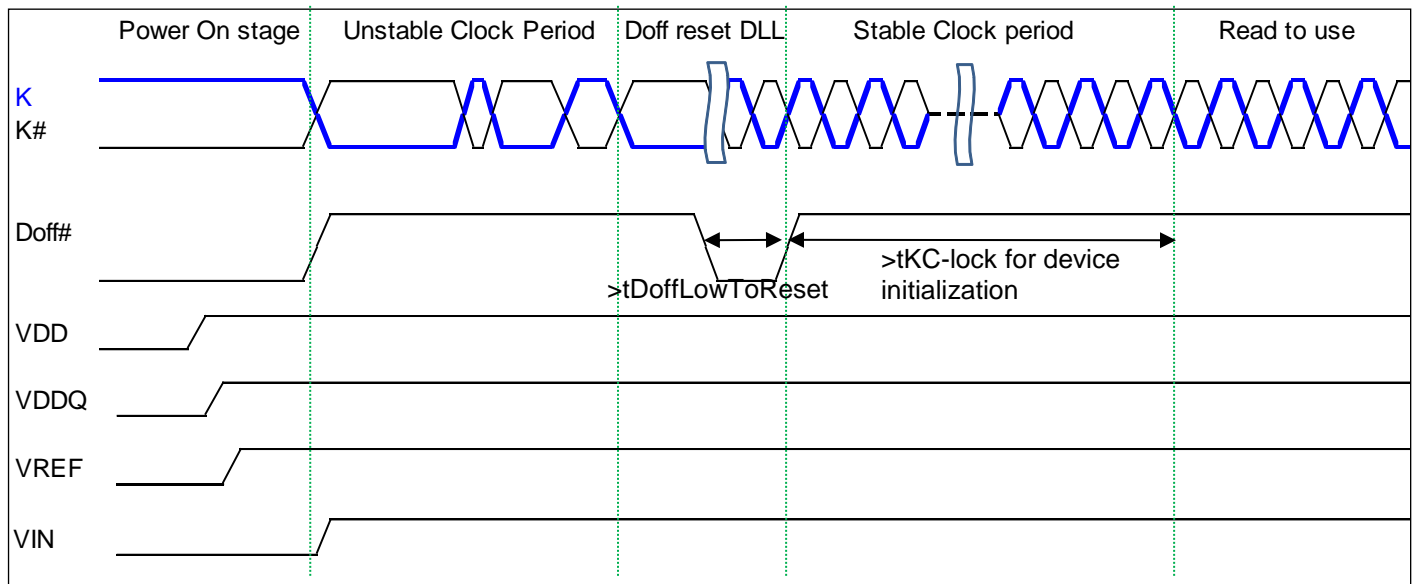 Power On stage
Unstable Clock Period
Doff reset DLL
Stable Clock period
Read to use
K
K#
Doff#
>tDoffLowToReset
>tKC-lock for device
initialization
VDD
VDDQ
VREF
VIN